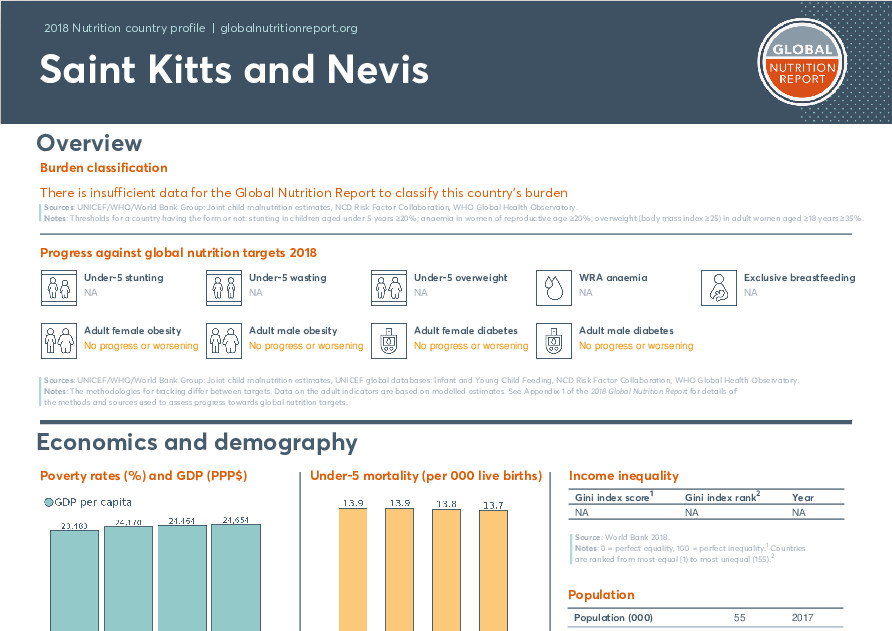 2018 Nutrition country profile | globalnutritionreport.org
Saint Kitts and Nevis
GLOBAL
NUTRITION
REPORT
Overview
Burden classification
There is insufficient data for the Global Nutrition Report to classify this country's burden
Sources: UNICEF/WHO/World Bank Group: Joint child malnutrition estimates, NCD Risk Factor Collaboration, WHO Global Health Observatory.
Notes: Thresholds for a country having the form or not: stunting in children aged under 5 years ≥20%; anaemia in women of reproductive age ≥20%; overweight (body mass index ≥25) in adult women aged ≥18 years ≥35%.
Progress against global nutrition targets 2018
Under-5 stunting
NA
Under-5 wasting
NA
Under-5 overweight
NA
WRA anaemia
NA
Exclusive breastfeeding
NA
Adult female obesity
No progress or worsening
Adult male obesity
No progress or worsening
Adult female diabetes
No progress or worsening
Adult male diabetes
No progress or worsening
Sources: UNICEF/WHO/World Bank Group: Joint child malnutrition estimates, UNICEF global databases: Infant and Young Child Feeding, NCD Risk Factor Collaboration, WHO Global Health Observatory.
Notes: The methodologies for tracking differ between targets. Data on the adult indicators are based on modelled estimates. See Appendix 1 of the 2018 Global Nutrition Report for details of
the methods and sources used to assess progress towards global nutrition targets.
Economics and demography
Poverty rates (%) and GDP (PPP$)
GDP per capita
23,483 24,170 24,464 24,654
Under-5 mortality (per 000 live births)
13.9 13.9 13.8 13.7
Income inequality
Gini index score1 Gini index rank2 Year
NA NA NA
Source: World Bank 2018.
Notes: 0 = perfect equality, 100 = perfect inequality.1 Countries
are ranked from most equal (1) to most unequal (155).2
Population
Population (000) 55 2017